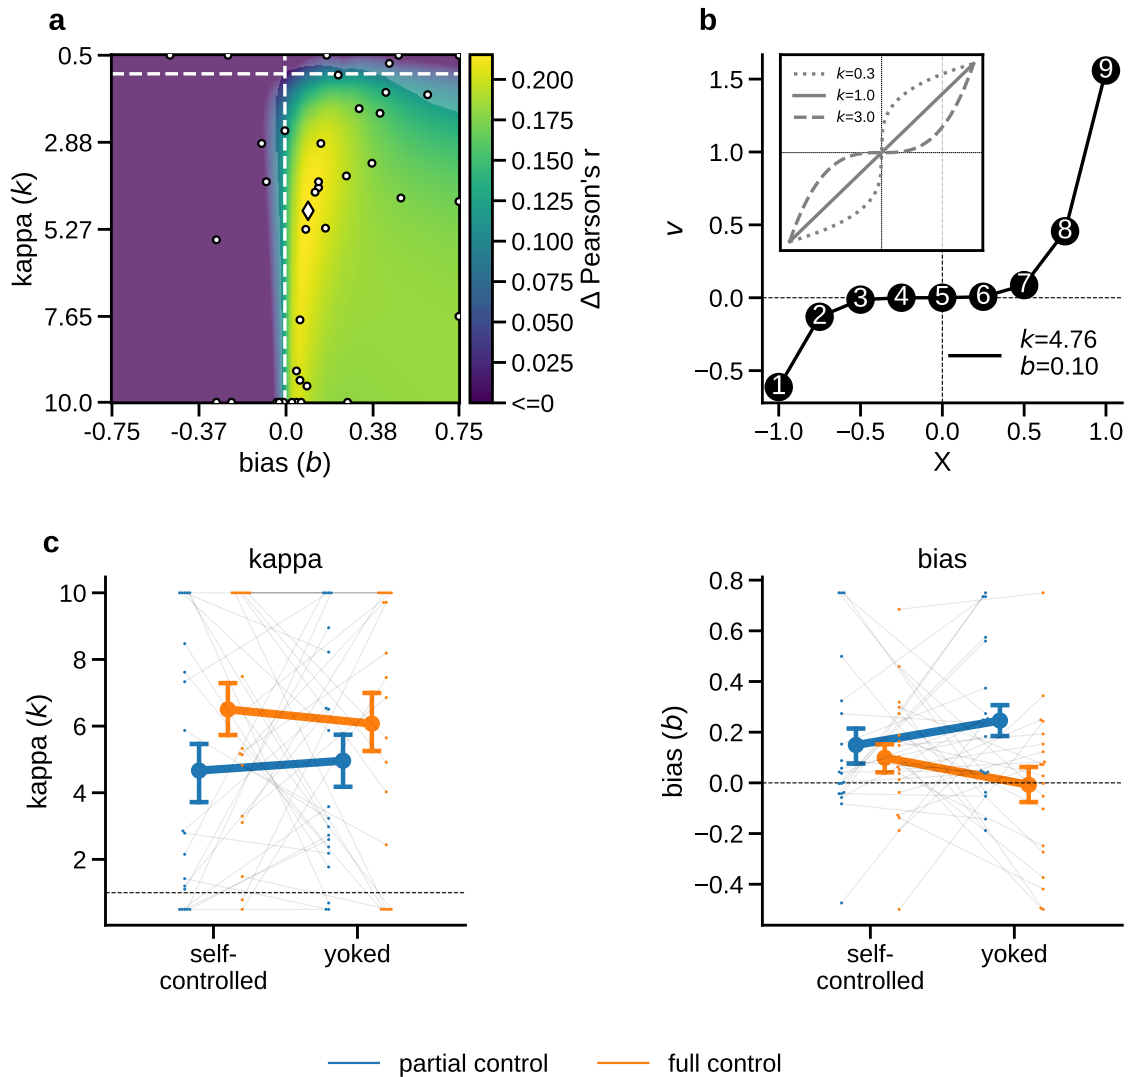 a
0.5
2.88
5.27
7.65
10.0
kappa (k)
-0.75
-0.37
0.0
0.38
0.75
bias (b)
0.200
0.175
0.150
0.125
0.100
0.075
0.050
0.025
<=0
Δ Pearson's r
b
k=0.3
k=1.0
k=3.0
1.5
1.0
0.5
0.0
−0.5
v
1
2
3
4
5
6
7
8
9
k=4.76
b=0.10
−1.0
−0.5
0.0
0.5
1.0
X
c
kappa
10
8
6
4
2
kappa (k)
self-
controlled
yoked
bias
0.8
0.6
0.4
0.2
0.0
−0.2
−0.4
bias (b)
self-
controlled
yoked
partial control
full control